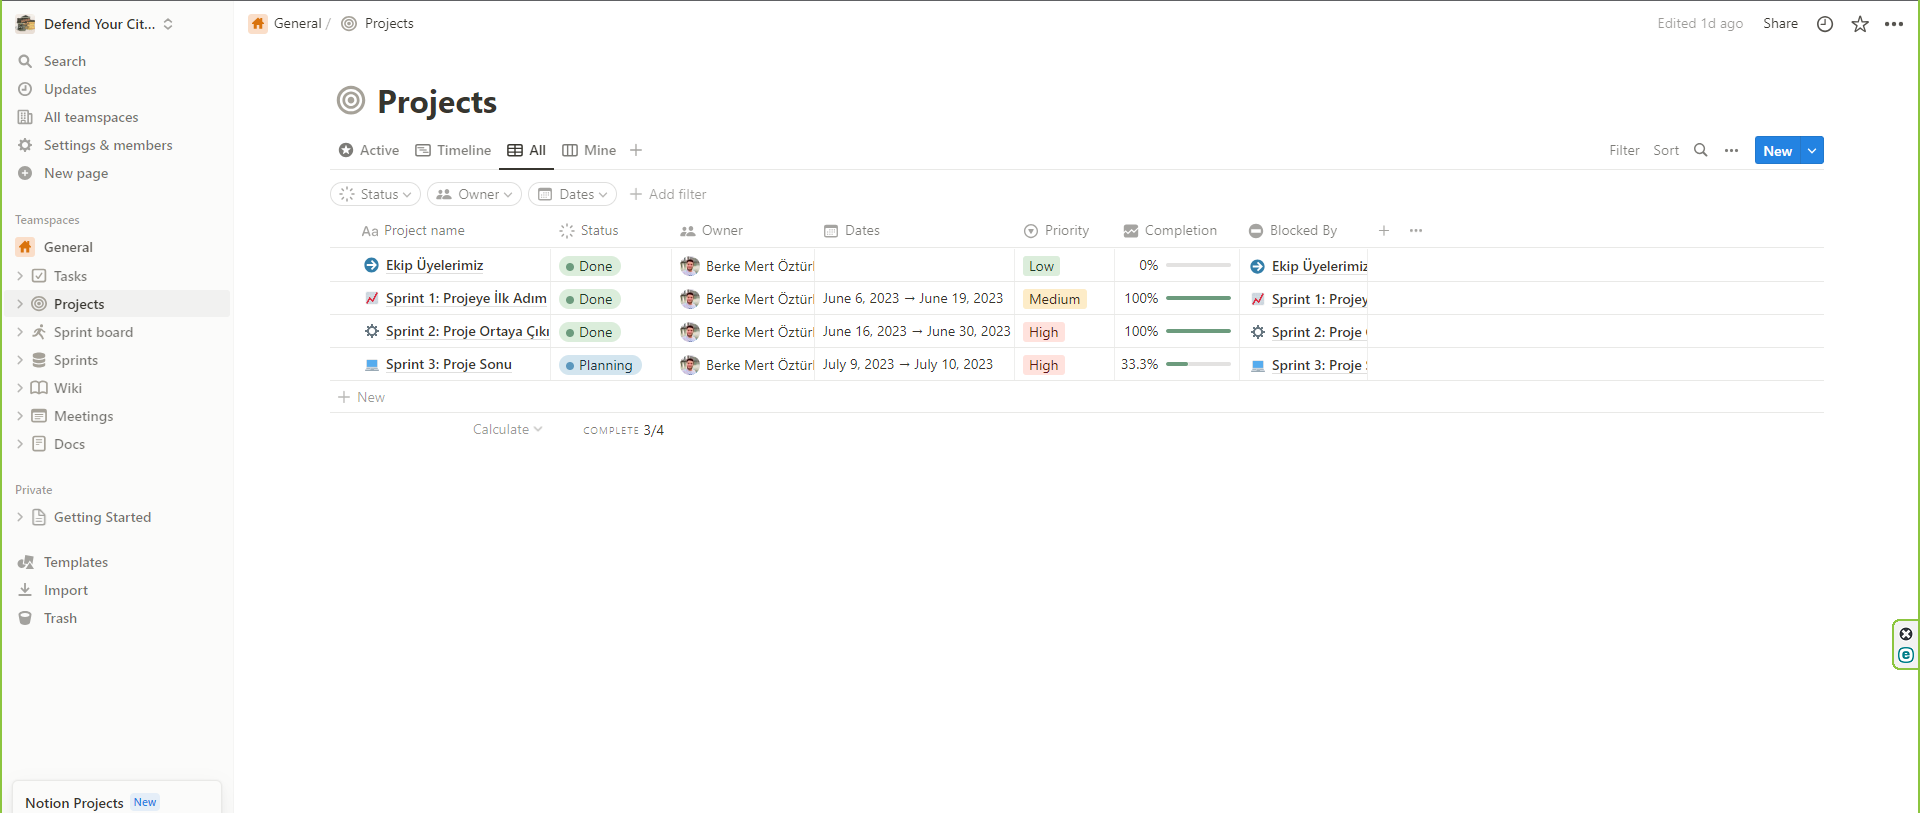 Defend Your Cit...
Search
Updates
All teamspaces
Settings & members
New page
Teamspaces
General
Tasks
Projects
Sprint board
Sprints
Wiki
Meetings
Docs
Private
Getting Started
Templates
Import
Trash
Notion Projects New
General / Projects
Edited 1d ago Share
Projects
Active Timeline All Mine
Filter Sort New
Status Owner Dates Add filter
Aa Project name Status Owner Dates Priority Completion Blocked By
Ekip Üyelerimiz Done Berke Mert Öztür Low 0% Ekip Üyelerimiz
Sprint 1: Projeye İlk Adım Done Berke Mert Öztür June 6, 2023 → June 19, 2023 Medium 100% Sprint 1: Projey
Sprint 2: Proje Ortaya Çıkı Done Berke Mert Öztür June 16, 2023 → June 30, 2023 High 100% Sprint 2: Proje
Sprint 3: Proje Sonu Planning Berke Mert Öztür July 9, 2023 → July 10, 2023 High 33.3% Sprint 3: Proje
New
Calculate COMPLETE 3/4